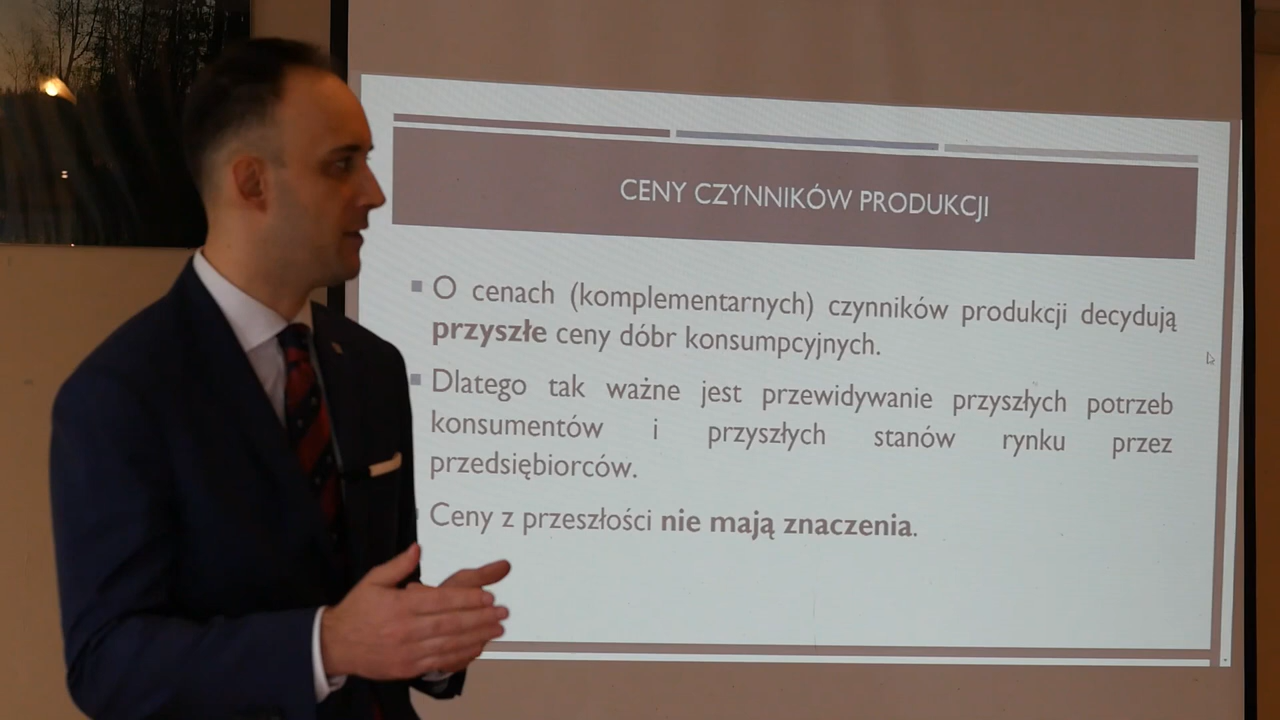 CENY CZYNNIKÓW PRODUKCJI
O cenach (komplementarnych) czynników produkcji decydują
przyszłe ceny dóbr konsumpcyjnych.
Dlatego tak ważne jest przewidywanie przyszłych potrzeb
konsumentów i przyszłych stanów rynku przez
przedsiębiorców.
Ceny z przeszłości nie mają znaczenia.